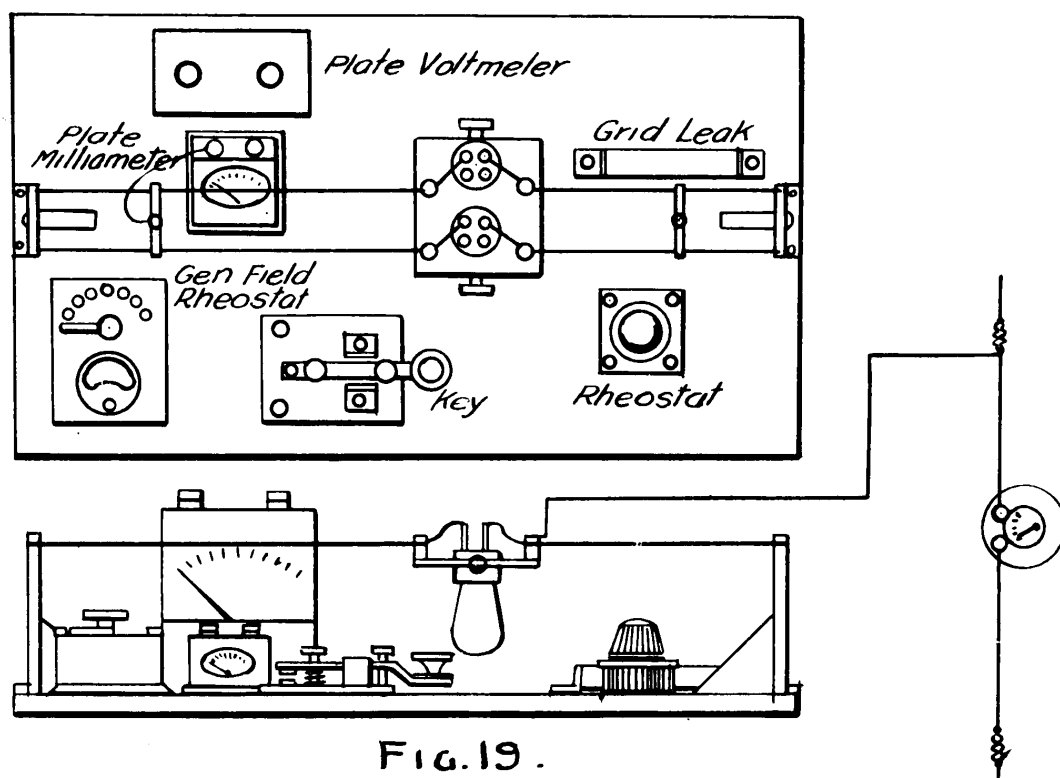 Plate Voltmeler
Plate
Milliameter
Grid Leak
Gen Field
Rheostat
Key
Rheostat
FIG. 19.